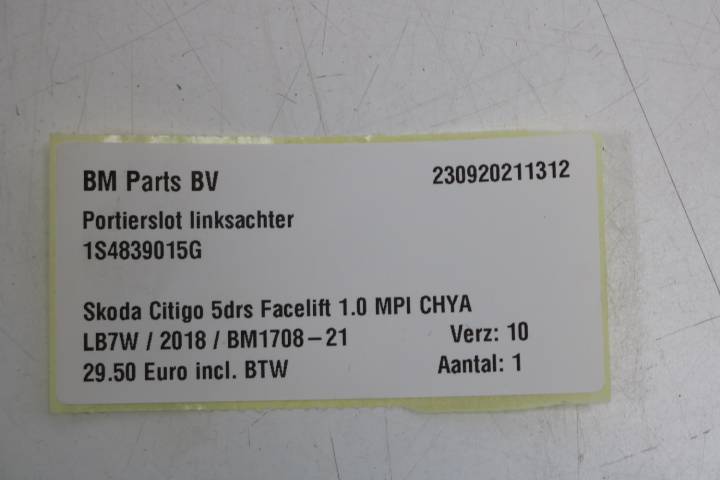 BM Parts BV 230920211312
Portierslot linksachter
1S4839015G
Skoda Citigo 5drs Facelift 1.0 MPI CHYA
LB7W / 2018 / BM1708-21 Verz: 10
29.50 Euro incl. BTW Aantal: 1